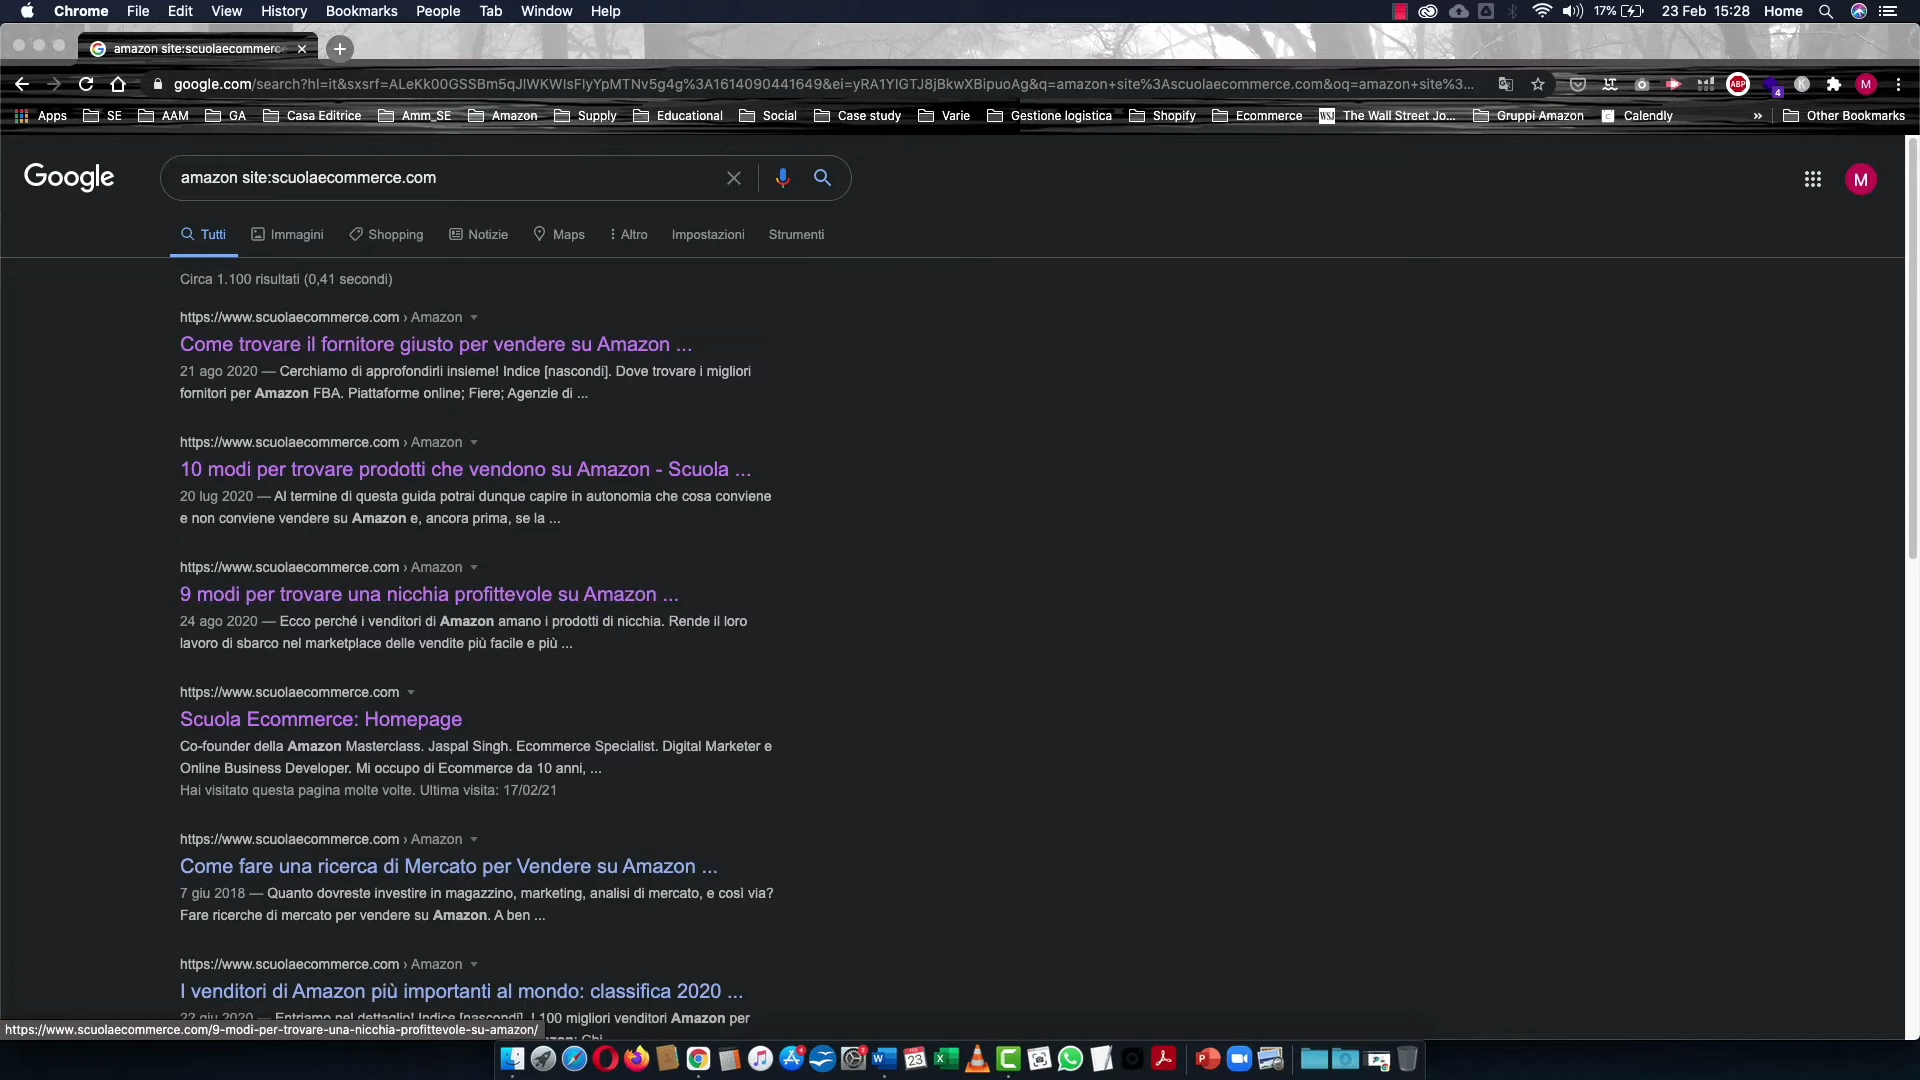 Chrome File Edit View History Bookmarks People Tab Window Help 17% 23 Feb 15:28 Home
amazon site:scuolaecommerce
google.com/search?hl=it&sxsrf=ALeKk00GSSBm5qJlWKWlsFlyYpMTNv5g4g%3A1614090441649&ei=yRA1YIGTJ8jBkwXBipuoAg&q=amazon+site%3Ascuolaecommerce.com&oq=amazon+site%3...
Apps SE AAM GA Casa Editrice Amm_SE Amazon Supply Educational Social Case study Varie Gestione logistica Shopify Ecommerce The Wall Street Jo... Gruppi Amazon Calendly » Other Bookmarks
Google
amazon site:scuolaecommerce.com
M
Tutti Immagini Shopping Notizie Maps Altro Impostazioni Strumenti
Circa 1.100 risultati (0,41 secondi)
https://www.scuolaecommerce.com › Amazon
Come trovare il fornitore giusto per vendere su Amazon ...
21 ago 2020 — Cerchiamo di approfondirli insieme! Indice [nascondi]. Dove trovare i migliori
fornitori per Amazon FBA. Piattaforme online; Fiere; Agenzie di ...
https://www.scuolaecommerce.com › Amazon
10 modi per trovare prodotti che vendono su Amazon - Scuola ...
20 lug 2020 — Al termine di questa guida potrai dunque capire in autonomia che cosa conviene
e non conviene vendere su Amazon e, ancora prima, se la ...
https://www.scuolaecommerce.com › Amazon
9 modi per trovare una nicchia profittevole su Amazon ...
24 ago 2020 — Ecco perché i venditori di Amazon amano i prodotti di nicchia. Rende il loro
lavoro di sbarco nel marketplace delle vendite più facile e più ...
https://www.scuolaecommerce.com
Scuola Ecommerce: Homepage
Co-founder della Amazon Masterclass. Jaspal Singh. Ecommerce Specialist. Digital Marketer e
Online Business Developer. Mi occupo di Ecommerce da 10 anni, ...
Hai visitato questa pagina molte volte. Ultima visita: 17/02/21
https://www.scuolaecommerce.com › Amazon
Come fare una ricerca di Mercato per Vendere su Amazon ...
7 giu 2018 — Quanto dovreste investire in magazzino, marketing, analisi di mercato, e così via?
Fare ricerche di mercato per vendere su Amazon. A ben ...
https://www.scuolaecommerce.com › Amazon
I venditori di Amazon più importanti al mondo: classifica 2020 ...
22 giu 2020 — Entriamo nel dettaglio! Indice [nascondi]. I 100 migliori venditori Amazon per
https://www.scuolaecommerce.com/9-modi-per-trovare-una-nicchia-profittevole-su-amazon/